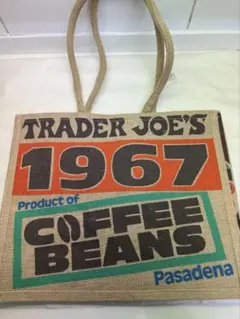 TRADER JOE'S
1967
Product of
COFFEE
BEANS
Pasadena